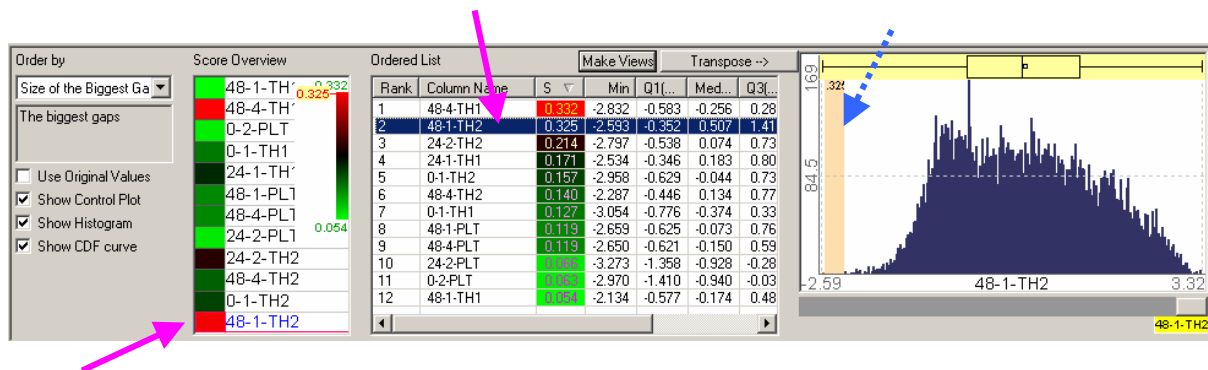 Order by
Size of the Biggest Ga
The biggest gaps
Use Original Values
Show Control Plot
Show Histogram
Show CDF curve
Score Overview
48-1-TH1 0.332
0.325
48-4-TH1
0-2-PLT
0-1-TH1
24-1-TH1
48-1-PLT
48-4-PLT
0.054
24-2-PLT
24-2-TH2
48-4-TH2
0-1-TH2
48-1-TH2
Ordered List Make Views Transpose -->
Rank Column Name S Min Q1(... Med... Q3(...
1 48-4-TH1 0.332 -2.832 -0.583 -0.256 0.28
2 48-1-TH2 0.325 -2.593 -0.352 0.507 1.41
3 24-2-TH2 0.214 -2.797 -0.538 0.074 0.73
4 24-1-TH1 0.171 -2.534 -0.346 0.183 0.80
5 0-1-TH2 0.157 -2.958 -0.629 -0.044 0.73
6 48-4-TH2 0.140 -2.287 -0.446 0.134 0.77
7 0-1-TH1 0.127 -3.054 -0.776 -0.374 0.33
8 48-1-PLT 0.119 -2.659 -0.625 -0.073 0.76
9 48-4-PLT 0.119 -2.650 -0.621 -0.150 0.59
10 24-2-PLT -3.273 -1.358 -0.928 -0.28
11 0-2-PLT -2.970 -1.410 -0.940 -0.03
12 48-1-TH1 0.054 -2.134 -0.577 -0.174 0.48
169
.325
84.5
-2.59 48-1-TH2 3.32
48-1-TH2